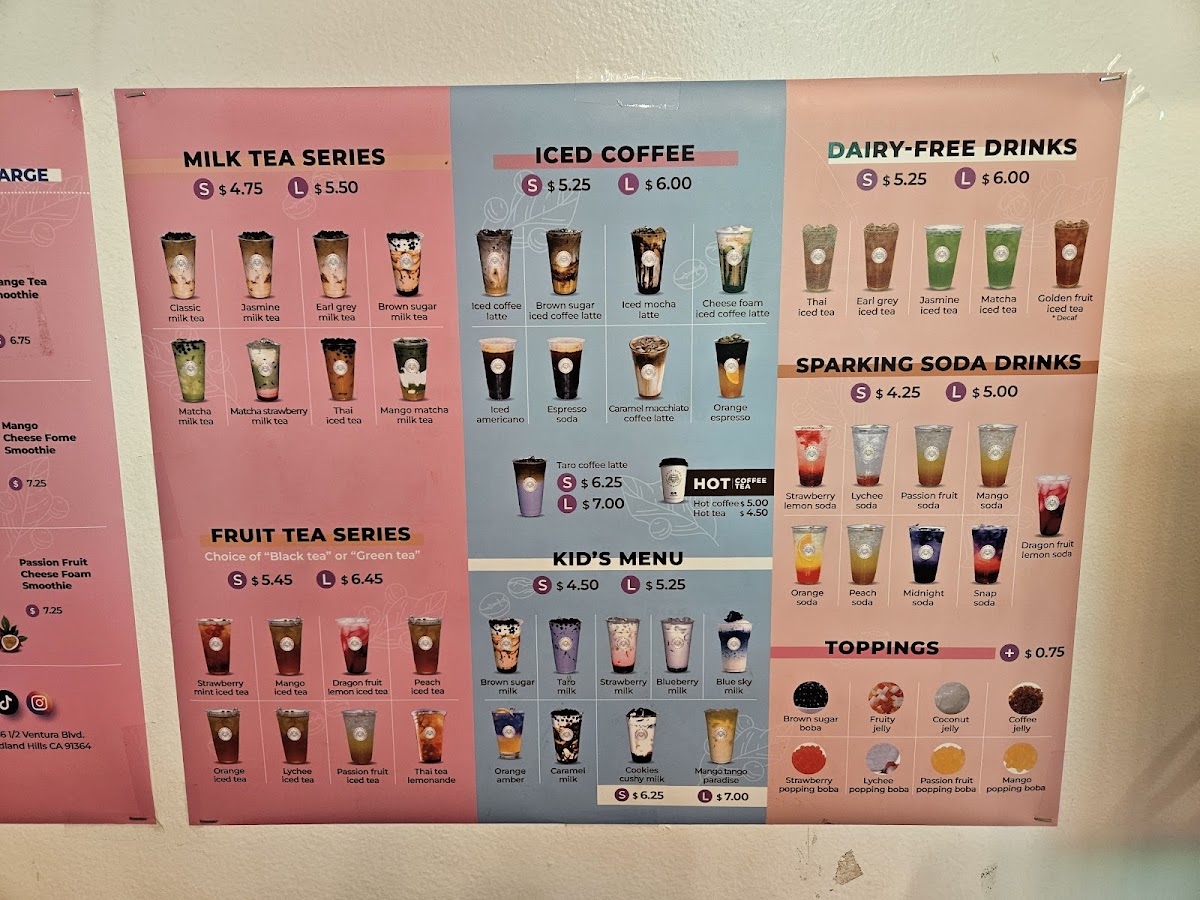 ARGE
ange Tea
moothie
6.75
Mango
Cheese Fome
Smoothie
$ 7.25
Passion Fruit
Cheese Foam
Smoothie
$ 7.25
6 1/2 Ventura Blvd.
dland Hills CA 91364
MILK TEA SERIES
S $ 4.75 L $ 5.50
Classic
milk tea
Jasmine
milk tea
Earl grey
milk tea
Brown sugar
milk tea
Matcha
milk tea
Matcha strawberry
milk tea
Thai
iced tea
Mango matcha
milk tea
FRUIT TEA SERIES
Choice of "Black tea" or "Green tea"
S $ 5.45 L $ 6.45
Strawberry
mint iced tea
Mango
iced tea
Dragon fruit
lemon iced tea
Peach
iced tea
Orange
iced tea
Lychee
iced tea
Passion fruit
iced tea
Thai tea
lemonande
ICED COFFEE
S $ 5.25 L $ 6.00
Iced coffee
latte
Brown sugar
iced coffee latte
Iced mocha
latte
Cheese foam
iced coffee latte
Iced
americano
Espresso
soda
Caramel macchiato
coffee latte
Orange
espresso
Taro coffee latte
S $ 6.25
L $ 7.00
HOT COFFEE
TEA
Hot coffee $ 5.00
Hot tea $ 4.50
KID'S MENU
S $ 4.50 L $ 5.25
Brown sugar
milk
Taro
milk
Strawberry
milk
Blueberry
milk
Blue sky
milk
Orange
amber
Caramel
milk
Cookies
cushy milk
Mango tango
paradise
S $ 6.25 L $ 7.00
DAIRY-FREE DRINKS
S $ 5.25 L $ 6.00
Thai
iced tea
Earl grey
iced tea
Jasmine
iced tea
Matcha
iced tea
Golden fruit
iced tea
* Decaf
SPARKING SODA DRINKS
S $ 4.25 L $ 5.00
Strawberry
lemon soda
Lychee
soda
Passion fruit
soda
Mango
soda
Dragon fruit
lemon soda
Orange
soda
Peach
soda
Midnight
soda
Snap
soda
TOPPINGS
+ $ 0.75
Brown sugar
boba
Fruity
jelly
Coconut
jelly
Coffee
jelly
Strawberry
popping boba
Lychee
popping boba
Passion fruit
popping boba
Mango
popping boba